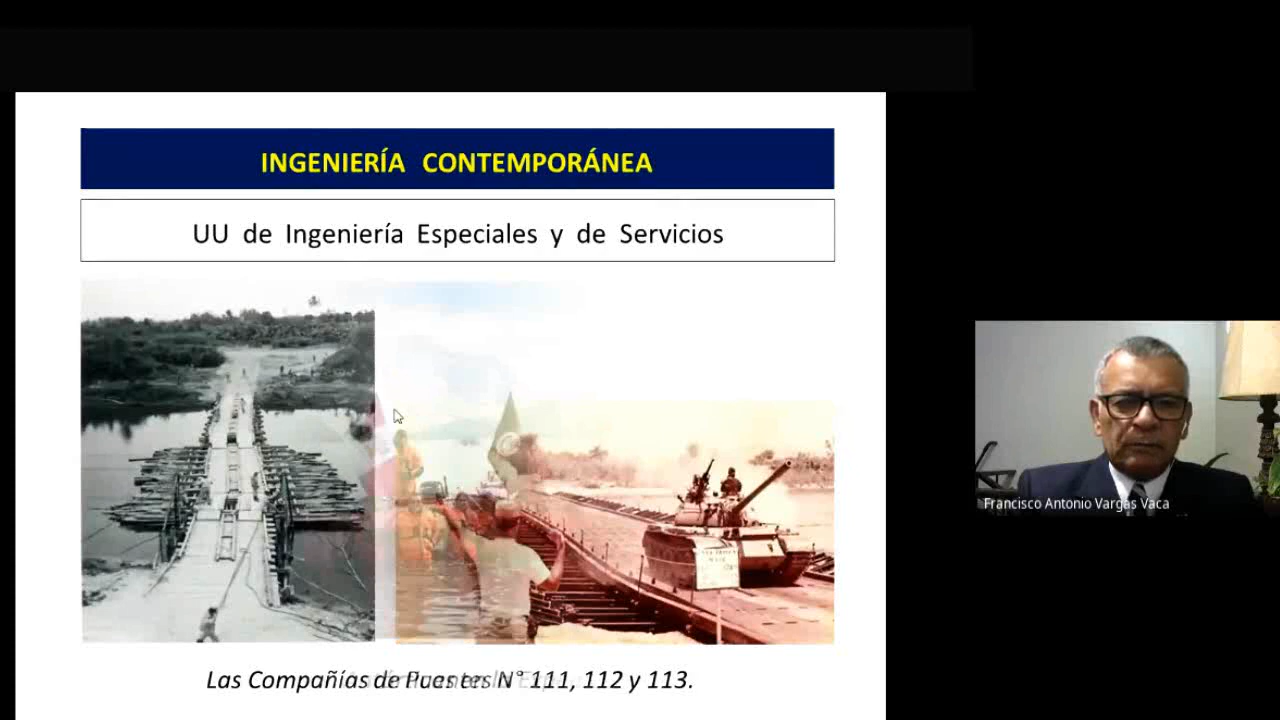 INGENIERÍA CONTEMPORÁNEA
UU de Ingeniería Especiales y de Servicios
Las Compañías de Puentes N° 111, 112 y 113.
Francisco Antonio Vargas Vaca